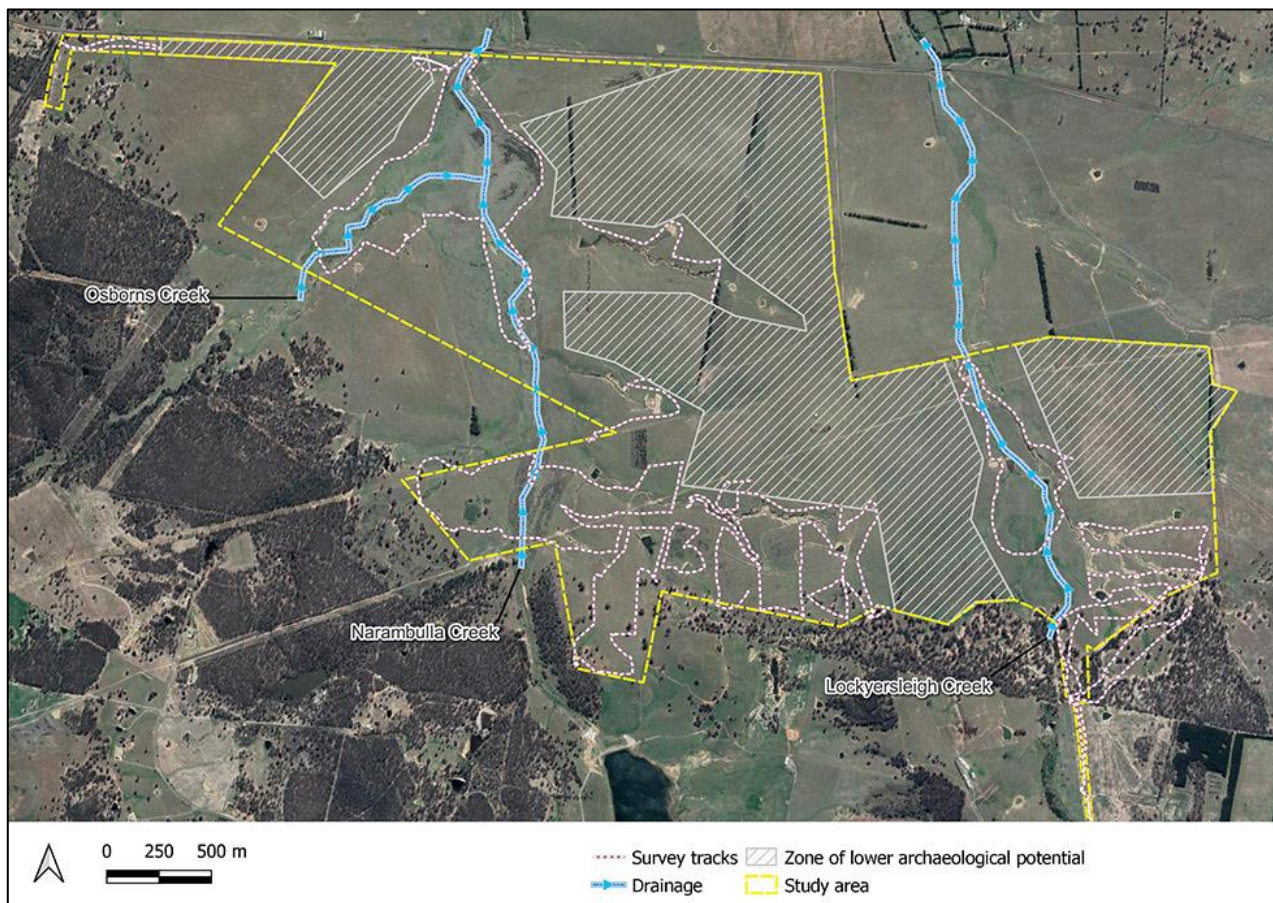 Osborns Creek
Narambulla Creek
Lockyersleigh Creek
0 250 500 m
Survey tracks
Zone of lower archaeological potential
Drainage
Study area